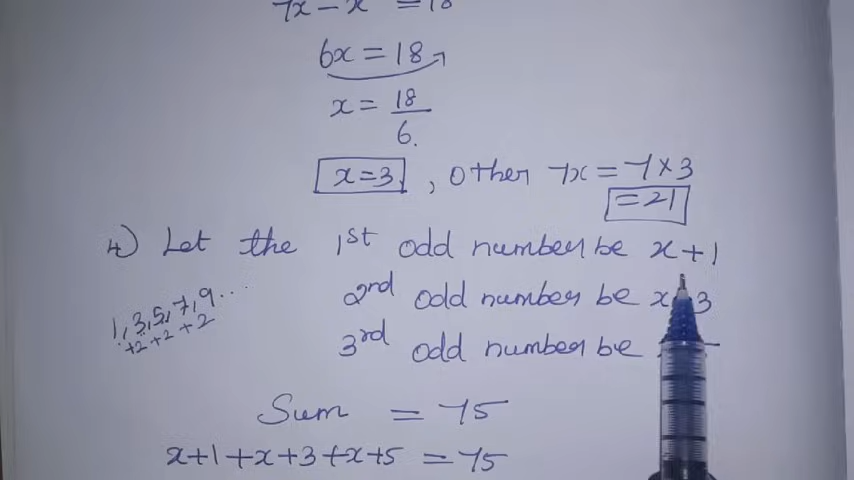 7x - x = 18
6x = 18
x = 18/6.
x = 3, other 7x = 7 × 3
= 21
4) Let the 1st odd number be x + 1
2nd odd number be x 3
1, 3, 5, 7, 9...
+2 +2 +2
3rd odd number be
Sum = 75
x+1+x+3+x+5 = 75